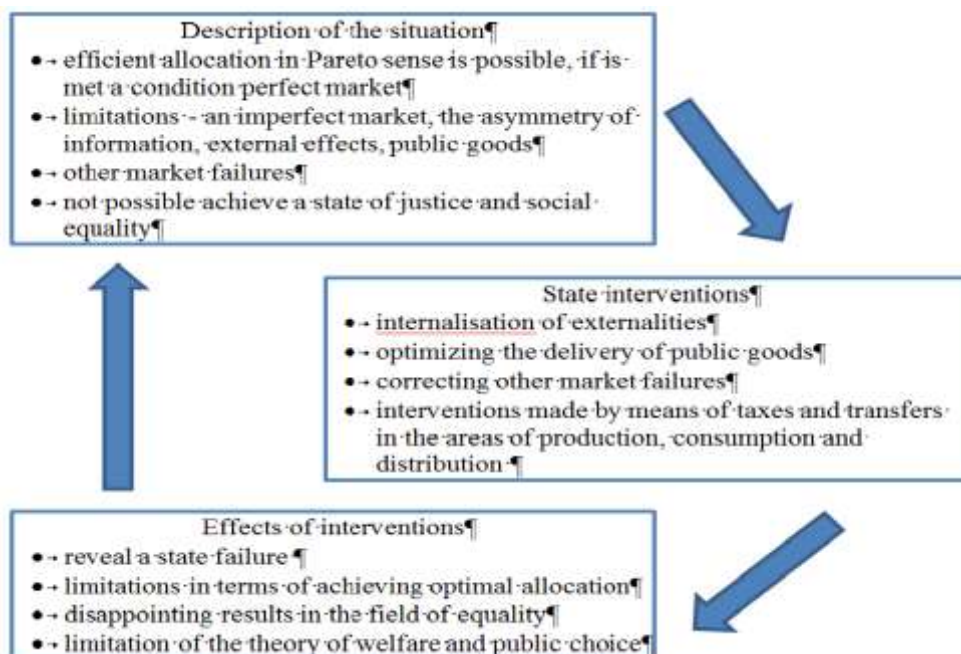 Description of the situation¶
•→efficient·allocation·in·Pareto·sense·is·possible,·if·is·
met·a·condition·perfect·market¶
•→limitations·-·an·imperfect·market,·the·asymmetry·of·
information,·external·effects,·public·goods¶
•→other·market·failures¶
•→not·possible·achieve·a·state·of·justice·and·social·
equality¶
State·interventions¶
•→internalisation·of·externalities¶
•→optimizing·the·delivery·of·public·goods¶
•→correcting·other·market·failures¶
•→interventions·made·by·means·of·taxes·and·transfers·
in·the·areas·of·production,·consumption·and·
distribution·¶
Effects·of·interventions¶
•→reveal·a·state·failure·¶
•→limitations·in·terms·of·achieving·optimal·allocation¶
•→disappointing·results·in·the·field·of·equality¶
•→limitation·of·the·theory·of·welfare·and·public·choice¶